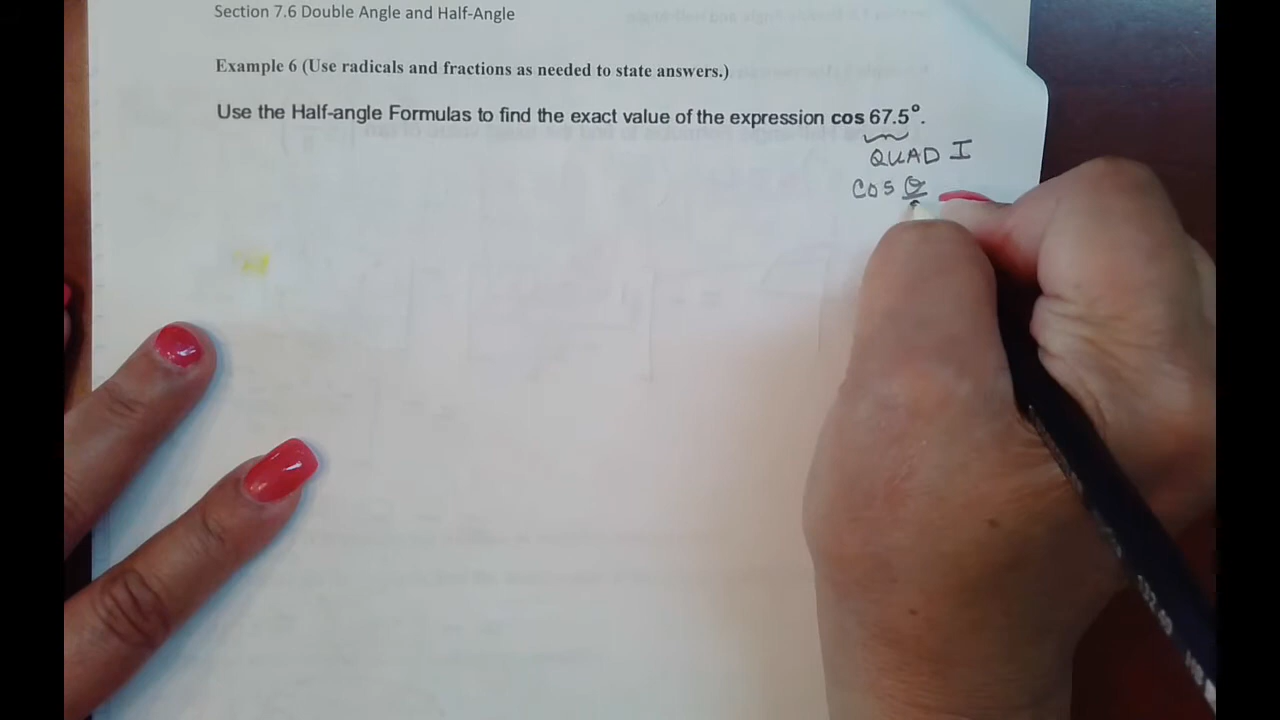 Section 7.6 Double Angle and Half-Angle
Example 6 (Use radicals and fractions as needed to state answers.)
Use the Half-angle Formulas to find the exact value of the expression cos 67.5°.
QUAD I
cos θ